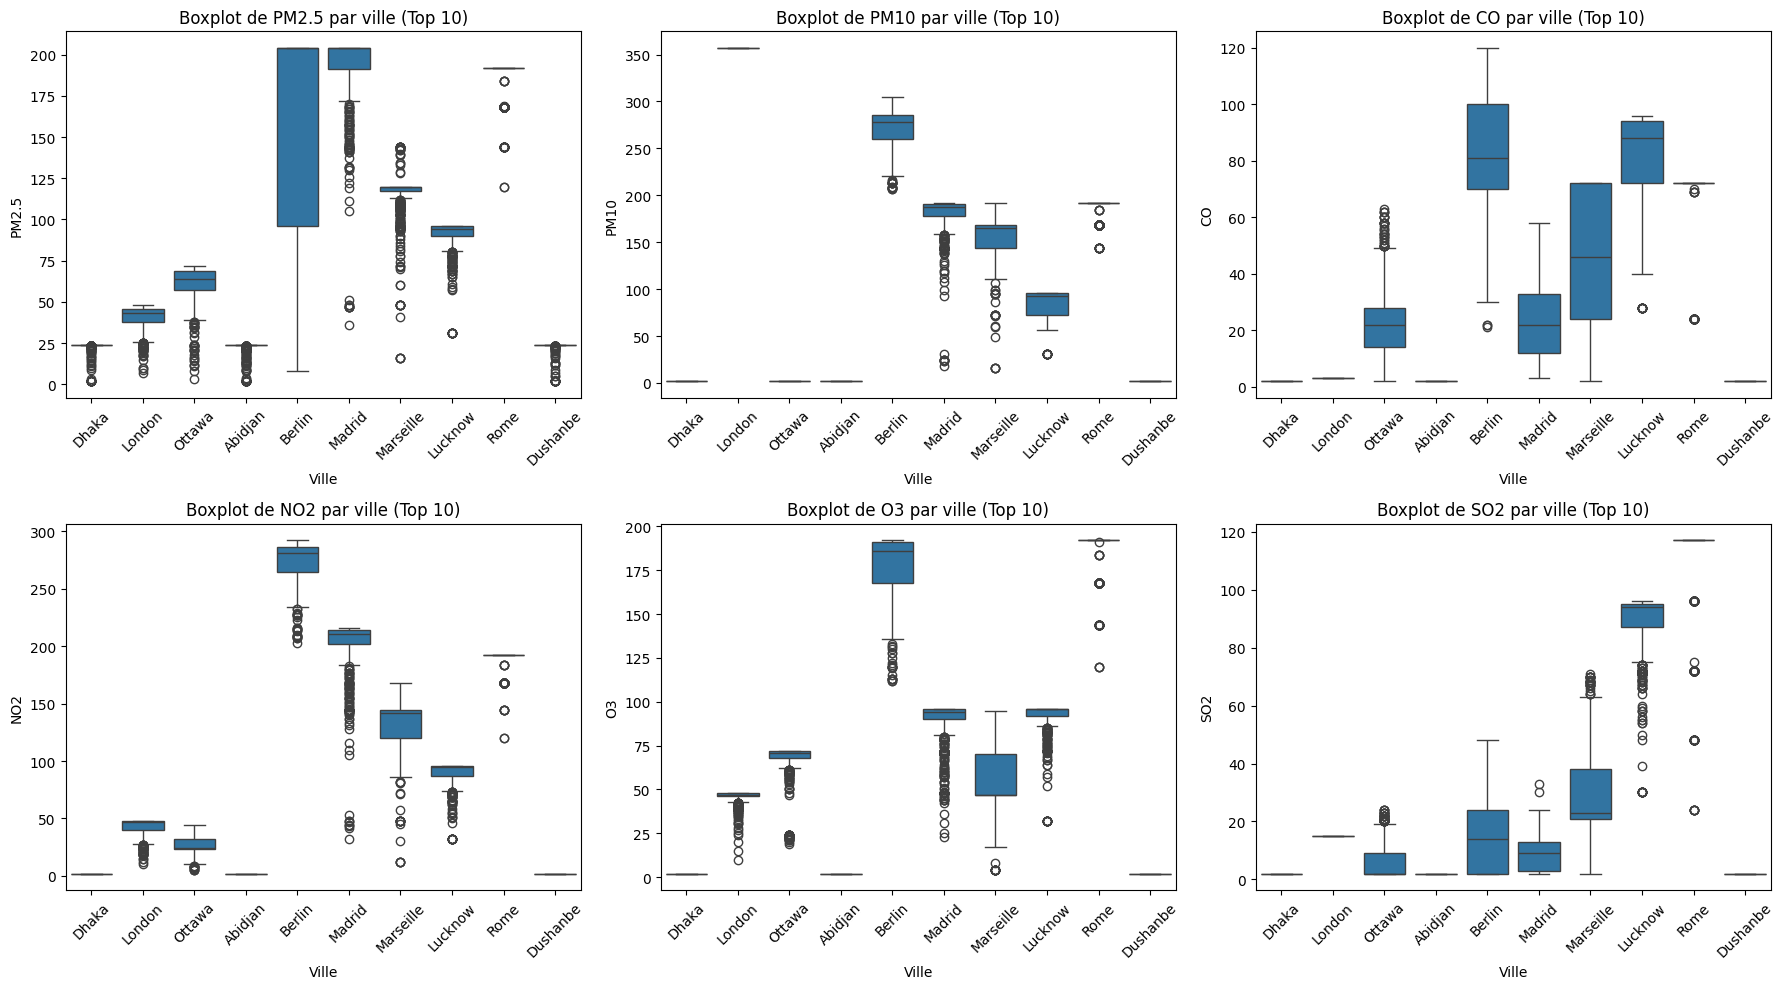 Boxplot de PM2.5 par ville (Top 10)
PM2.5
200
175
150
125
100
75
50
25
0
Dhaka London Ottawa Abidjan Berlin Madrid Marseille Lucknow Rome Dushanbe
Ville
Boxplot de PM10 par ville (Top 10)
PM10
350
300
250
200
150
100
50
0
Dhaka London Ottawa Abidjan Berlin Madrid Marseille Lucknow Rome Dushanbe
Ville
Boxplot de CO par ville (Top 10)
CO
120
100
80
60
40
20
0
Dhaka London Ottawa Abidjan Berlin Madrid Marseille Lucknow Rome Dushanbe
Ville
Boxplot de NO2 par ville (Top 10)
NO2
300
250
200
150
100
50
0
Dhaka London Ottawa Abidjan Berlin Madrid Marseille Lucknow Rome Dushanbe
Ville
Boxplot de O3 par ville (Top 10)
O3
200
175
150
125
100
75
50
25
0
Dhaka London Ottawa Abidjan Berlin Madrid Marseille Lucknow Rome Dushanbe
Ville
Boxplot de SO2 par ville (Top 10)
SO2
120
100
80
60
40
20
0
Dhaka London Ottawa Abidjan Berlin Madrid Marseille Lucknow Rome Dushanbe
Ville